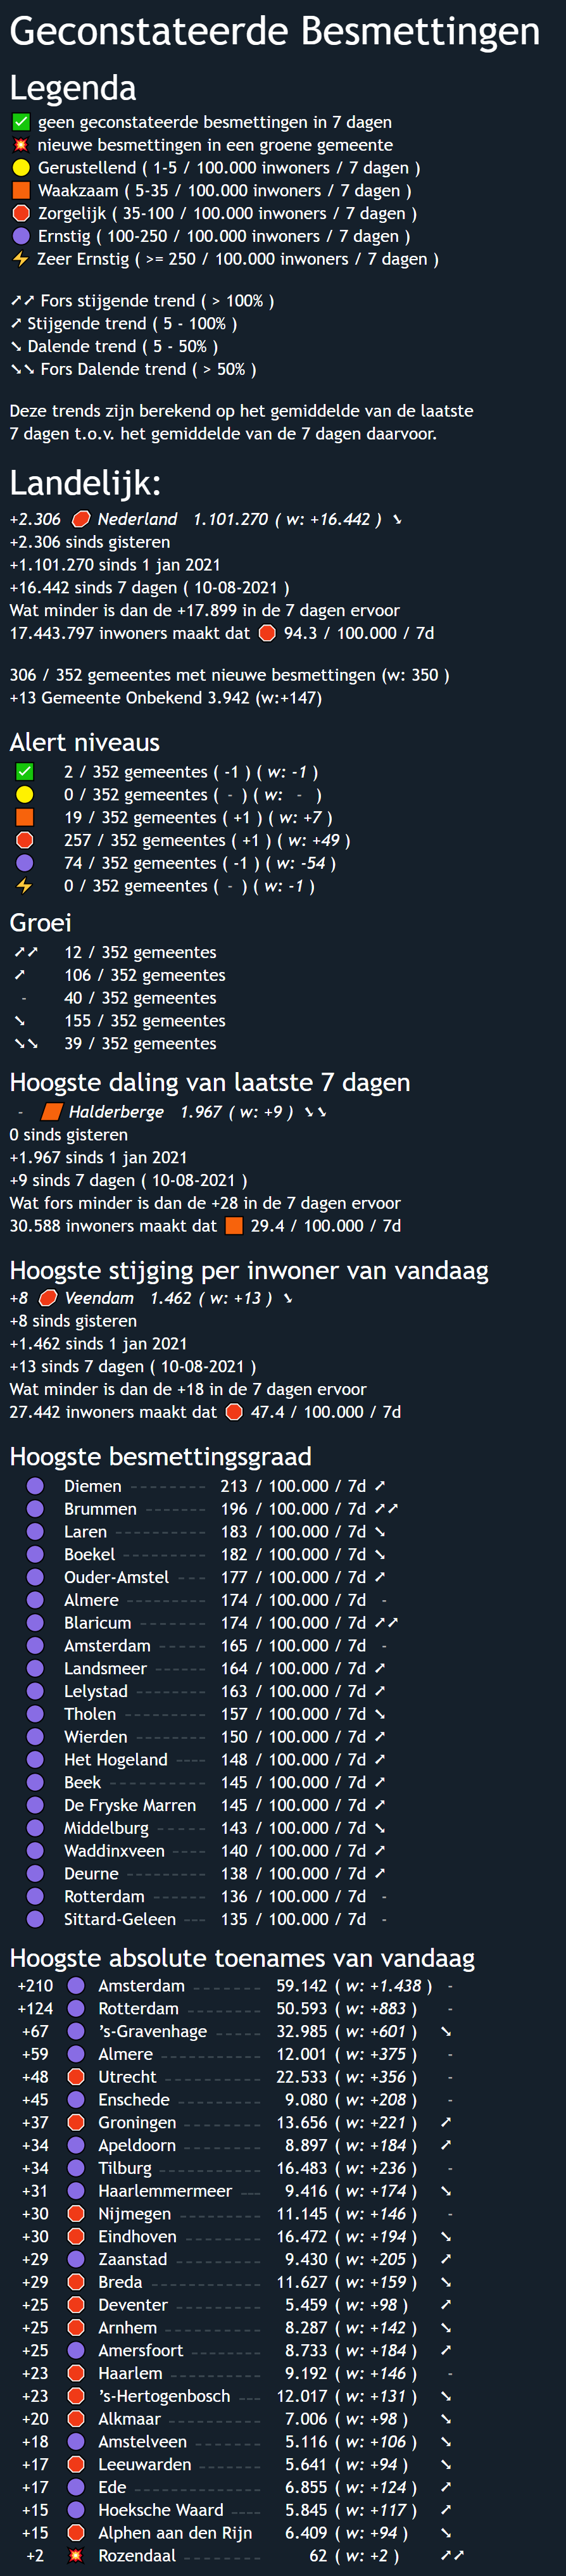 Geconstateerde Besmettingen
Legenda
✅ geen geconstateerde besmettingen in 7 dagen
💥 nieuwe besmettingen in een groene gemeente
🟡 Gerustellend ( 1-5 / 100.000 inwoners / 7 dagen )
🟧 Waakzaam ( 5-35 / 100.000 inwoners / 7 dagen )
🛑 Zorgelijk ( 35-100 / 100.000 inwoners / 7 dagen )
🟣 Ernstig ( 100-250 / 100.000 inwoners / 7 dagen )
⚡ Zeer Ernstig ( >= 250 / 100.000 inwoners / 7 dagen )
➚➚ Fors stijgende trend ( > 100% )
➚ Stijgende trend ( 5 - 100% )
➘ Dalende trend ( 5 - 50% )
➘➘ Fors Dalende trend ( > 50% )
Deze trends zijn berekend op het gemiddelde van de laatste
7 dagen t.o.v. het gemiddelde van de 7 dagen daarvoor.
Landelijk:
+2.306 🛑 Nederland 1.101.270 ( w: +16.442 ) ➘
+2.306 sinds gisteren
+1.101.270 sinds 1 jan 2021
+16.442 sinds 7 dagen ( 10-08-2021 )
Wat minder is dan de +17.899 in de 7 dagen ervoor
17.443.797 inwoners maakt dat 🛑 94.3 / 100.000 / 7d
306 / 352 gemeentes met nieuwe besmettingen (w: 350 )
+13 Gemeente Onbekend 3.942 (w:+147)
Alert niveaus
✅ 2 / 352 gemeentes ( -1 ) ( w: -1 )
🟡 0 / 352 gemeentes ( - ) ( w: - )
🟧 19 / 352 gemeentes ( +1 ) ( w: +7 )
🛑 257 / 352 gemeentes ( +1 ) ( w: +49 )
🟣 74 / 352 gemeentes ( -1 ) ( w: -54 )
⚡ 0 / 352 gemeentes ( - ) ( w: -1 )
Groei
➚➚ 12 / 352 gemeentes
➚ 106 / 352 gemeentes
- 40 / 352 gemeentes
➘ 155 / 352 gemeentes
➘➘ 39 / 352 gemeentes
Hoogste daling van laatste 7 dagen
- 🟧 Halderberge 1.967 ( w: +9 ) ➘➘
0 sinds gisteren
+1.967 sinds 1 jan 2021
+9 sinds 7 dagen ( 10-08-2021 )
Wat fors minder is dan de +28 in de 7 dagen ervoor
30.588 inwoners maakt dat 🟧 29.4 / 100.000 / 7d
Hoogste stijging per inwoner van vandaag
+8 🛑 Veendam 1.462 ( w: +13 ) ➘
+8 sinds gisteren
+1.462 sinds 1 jan 2021
+13 sinds 7 dagen ( 10-08-2021 )
Wat minder is dan de +18 in de 7 dagen ervoor
27.442 inwoners maakt dat 🛑 47.4 / 100.000 / 7d
Hoogste besmettingsgraad
🟣 Diemen 213 / 100.000 / 7d ➚
🟣 Brummen 196 / 100.000 / 7d ➚➚
🟣 Laren 183 / 100.000 / 7d ➘
🟣 Boekel 182 / 100.000 / 7d ➘
🟣 Ouder-Amstel 177 / 100.000 / 7d ➚
🟣 Almere 174 / 100.000 / 7d -
🟣 Blaricum 174 / 100.000 / 7d ➚➚
🟣 Amsterdam 165 / 100.000 / 7d -
🟣 Landsmeer 164 / 100.000 / 7d ➚
🟣 Lelystad 163 / 100.000 / 7d ➚
🟣 Tholen 157 / 100.000 / 7d ➘
🟣 Wierden 150 / 100.000 / 7d ➚
🟣 Het Hogeland 148 / 100.000 / 7d ➚
🟣 Beek 145 / 100.000 / 7d ➚
🟣 De Fryske Marren 145 / 100.000 / 7d ➚
🟣 Middelburg 143 / 100.000 / 7d ➘
🟣 Waddinxveen 140 / 100.000 / 7d ➚
🟣 Deurne 138 / 100.000 / 7d ➚
🟣 Rotterdam 136 / 100.000 / 7d -
🟣 Sittard-Geleen 135 / 100.000 / 7d -
Hoogste absolute toenames van vandaag
+210 🟣 Amsterdam 59.142 ( w: +1.438 ) -
+124 🟣 Rotterdam 50.593 ( w: +883 ) -
+67 🟣 's-Gravenhage 32.985 ( w: +601 ) ➘
+59 🟣 Almere 12.001 ( w: +375 ) -
+48 🛑 Utrecht 22.533 ( w: +356 ) -
+45 🟣 Enschede 9.080 ( w: +208 ) -
+37 🛑 Groningen 13.656 ( w: +221 ) ➚
+34 🟣 Apeldoorn 8.897 ( w: +184 ) ➚
+34 🟣 Tilburg 16.483 ( w: +236 ) -
+31 🟣 Haarlemmermeer 9.416 ( w: +174 ) ➘
+30 🛑 Nijmegen 11.145 ( w: +146 ) -
+30 🛑 Eindhoven 16.472 ( w: +194 ) ➘
+29 🟣 Zaanstad 9.430 ( w: +205 ) ➚
+29 🛑 Breda 11.627 ( w: +159 ) ➘
+25 🛑 Deventer 5.459 ( w: +98 ) ➚
+25 🛑 Arnhem 8.287 ( w: +142 ) ➘
+25 🟣 Amersfoort 8.733 ( w: +184 ) ➚
+23 🛑 Haarlem 9.192 ( w: +146 ) -
+23 🛑 's-Hertogenbosch 12.017 ( w: +131 ) ➘
+20 🛑 Alkmaar 7.006 ( w: +98 ) ➘
+18 🟣 Amstelveen 5.116 ( w: +106 ) ➘
+17 🛑 Leeuwarden 5.641 ( w: +94 ) ➘
+17 🟣 Ede 6.855 ( w: +124 ) ➚
+15 🟣 Hoeksche Waard 5.845 ( w: +117 ) ➚
+15 🛑 Alphen aan den Rijn 6.409 ( w: +94 ) ➘
+2 💥 Rozendaal 62 ( w: +2 ) ➚➚